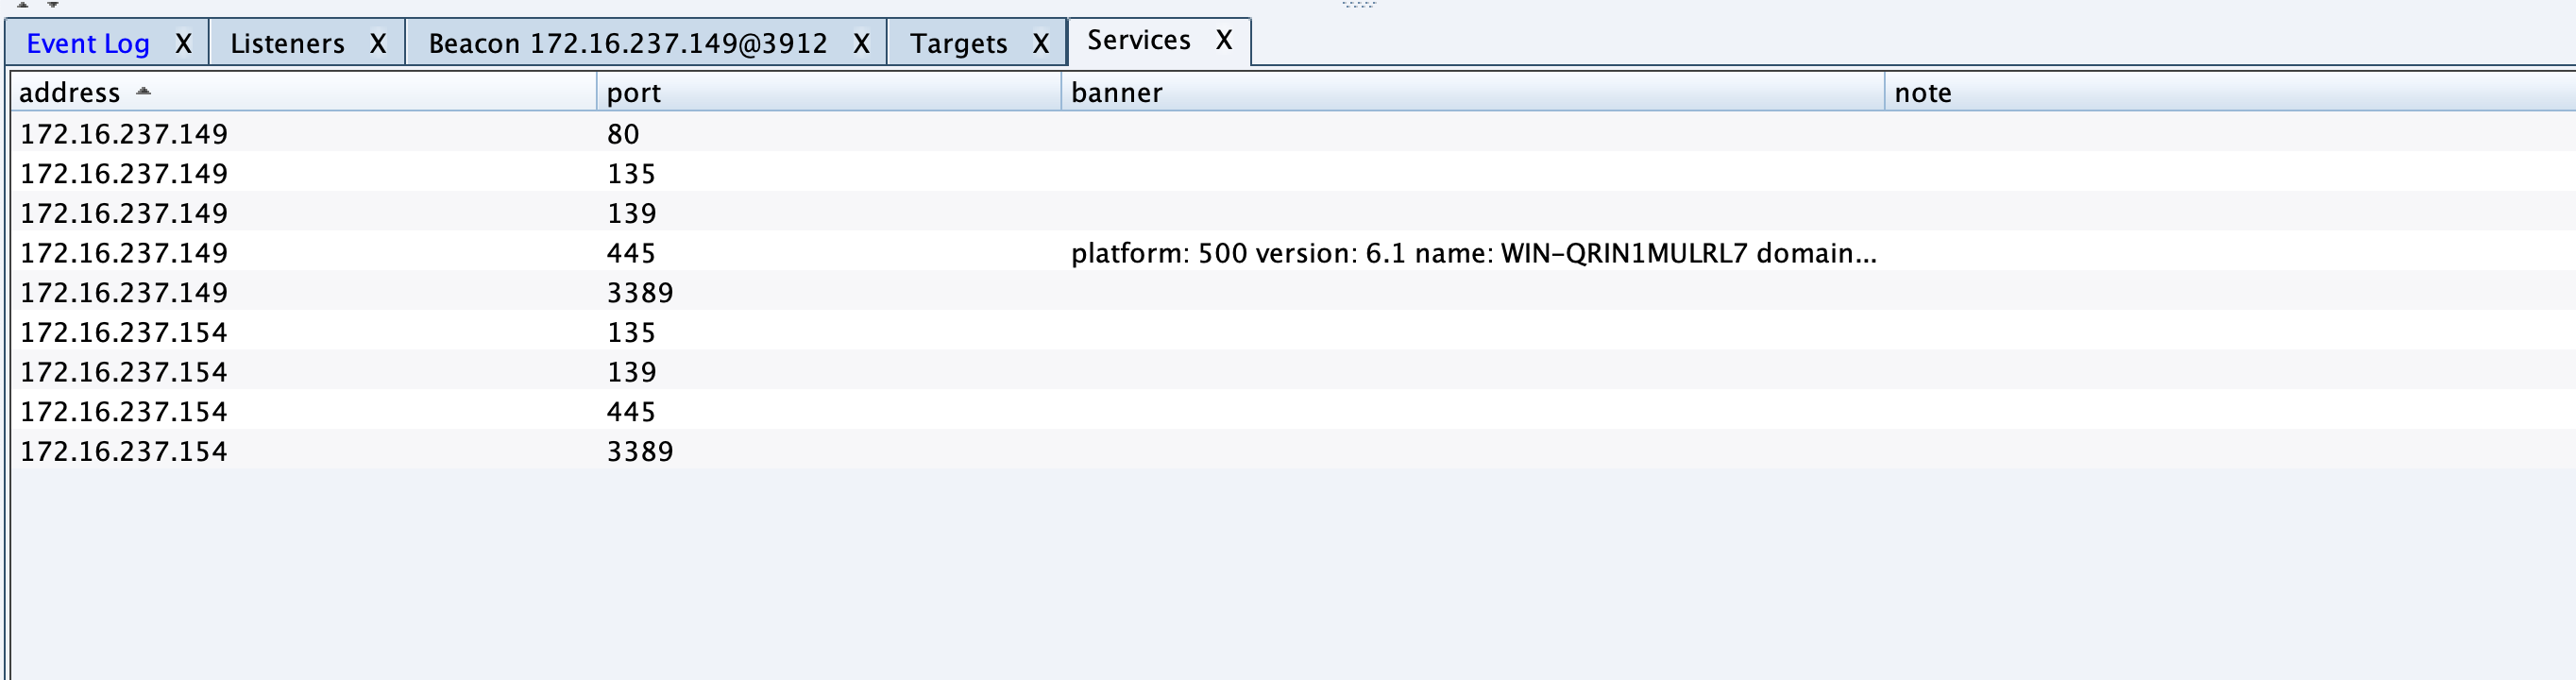 Event Log X Listeners X Beacon 172.16.237.149@3912 X Targets X Services X
address port banner note
172.16.237.149 80
172.16.237.149 135
172.16.237.149 139
172.16.237.149 445 platform: 500 version: 6.1 name: WIN-QRIN1MULRL7 domain...
172.16.237.149 3389
172.16.237.154 135
172.16.237.154 139
172.16.237.154 445
172.16.237.154 3389